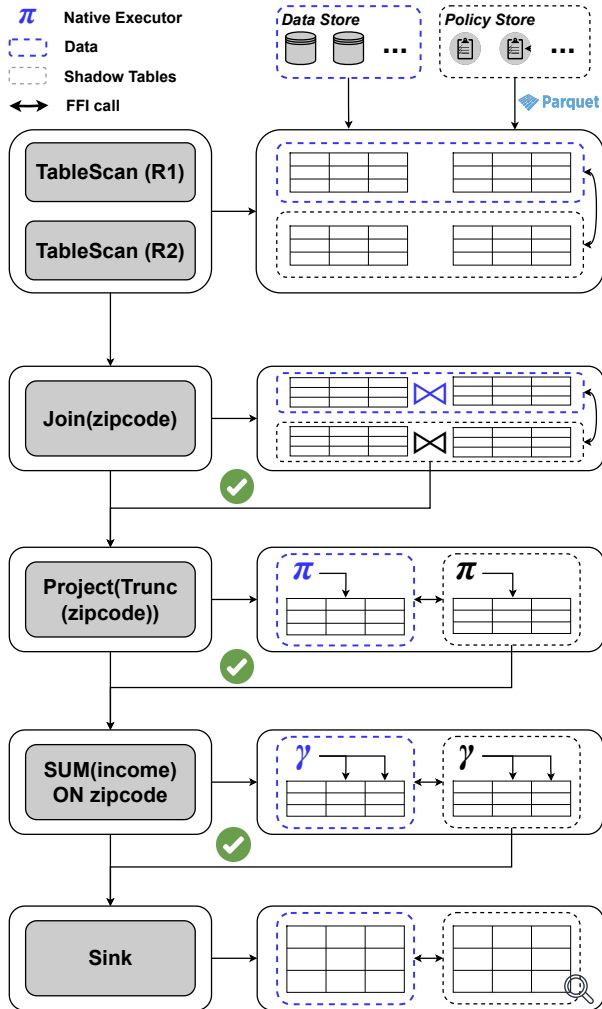 π Native Executor
Data
Shadow Tables
FFI call
Data Store
...
Policy Store
...
Parquet
TableScan (R1)
TableScan (R2)
Join(zipcode)
Project(Trunc
(zipcode))
π
π
SUM(income)
ON zipcode
γ
γ
Sink